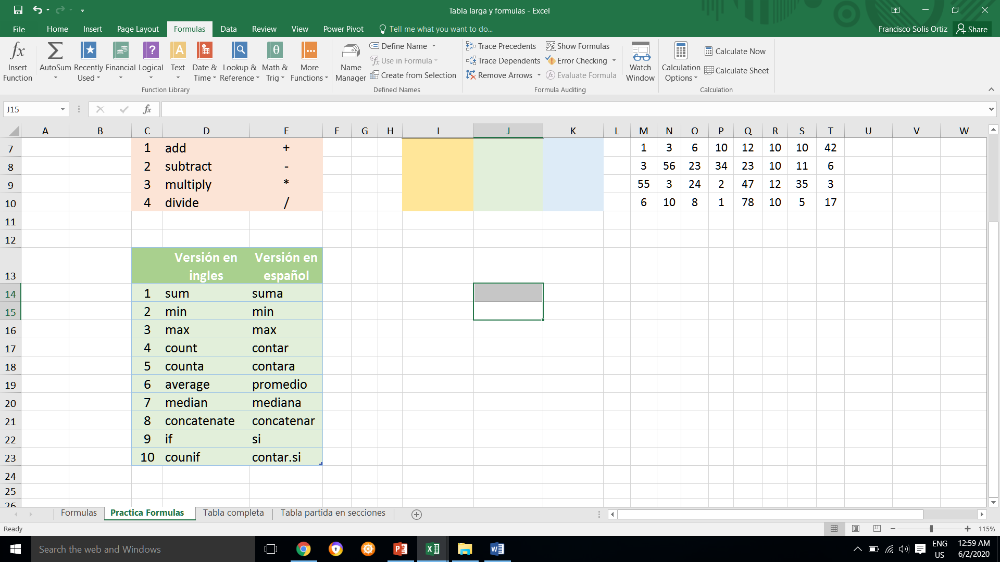 Tabla larga y formulas - Excel
File Home Insert Page Layout Formulas Data Review View Power Pivot Tell me what you want to do... Francisco Solis Ortiz Share
Insert Function
AutoSum
Recently Used
Financial
Logical
Text
Date & Time
Lookup & Reference
Math & Trig
More Functions
Function Library
Name Manager
Define Name
Use in Formula
Create from Selection
Defined Names
Trace Precedents
Trace Dependents
Remove Arrows
Show Formulas
Error Checking
Evaluate Formula
Formula Auditing
Watch Window
Calculation Options
Calculate Now
Calculate Sheet
Calculation
J15 fx
A B C D E F G H I J K L M N O P Q R S T U V W
7 1 add + 1 3 6 10 12 10 10 42
8 2 subtract - 3 56 23 34 23 10 11 6
9 3 multiply * 55 3 24 2 47 12 35 3
10 4 divide / 6 10 8 1 78 10 5 17
11
12
13 Versión en ingles Versión en español
14 1 sum suma
15 2 min min
16 3 max max
17 4 count contar
18 5 counta contara
19 6 average promedio
20 7 median mediana
21 8 concatenate concatenar
22 9 if si
23 10 counif contar.si
24
25
26
Formulas Practica Formulas Tabla completa Tabla partida en secciones
Ready 115%
Search the web and Windows
ENG US
12:59 AM
6/2/2020